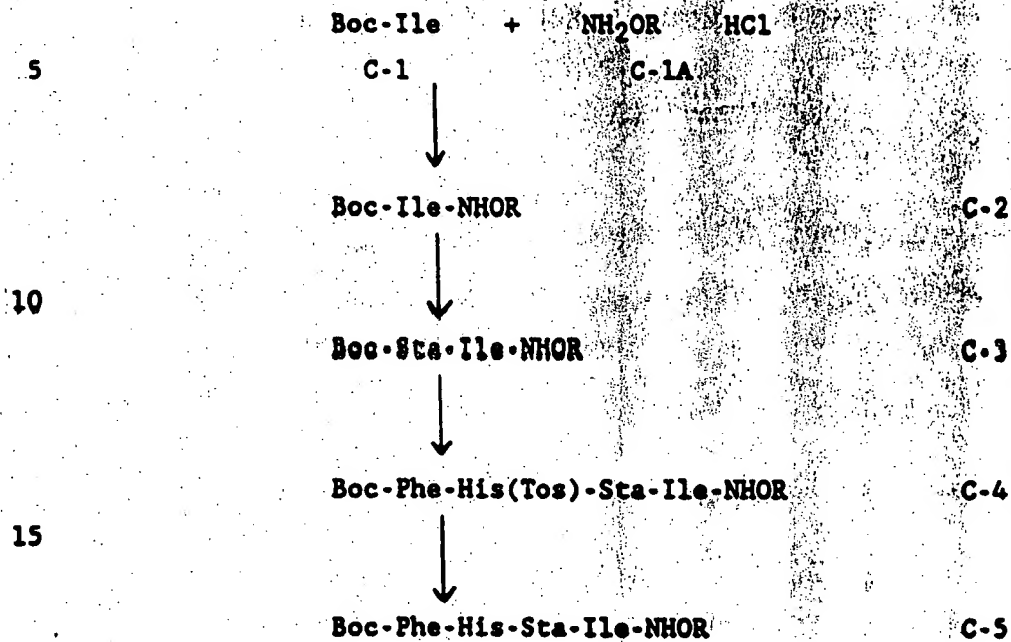 Boc-Ile + NH2OR HCl
5 C-1 C-1A
Boc-Ile-NHOR C-2
10
Boc-Sta-Ile-NHOR C-3
Boc-Phe-His(Tos)-Sta-Ile-NHOR C-4
15
Boc-Phe-His-Sta-Ile-NHOR C-5